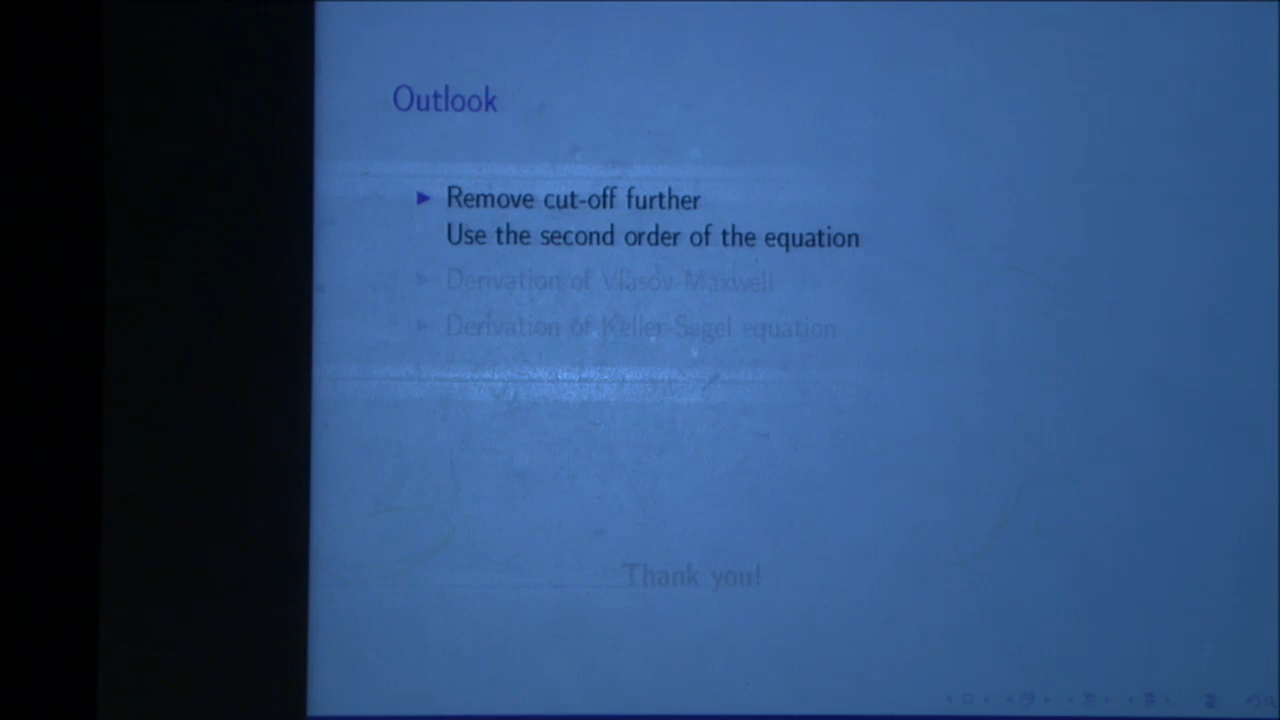 Outlook
Remove cut-off further
Use the second order of the equation
Derivation of Vlasov-Maxwell
Derivation of Keller-Segel equation
Thank you!